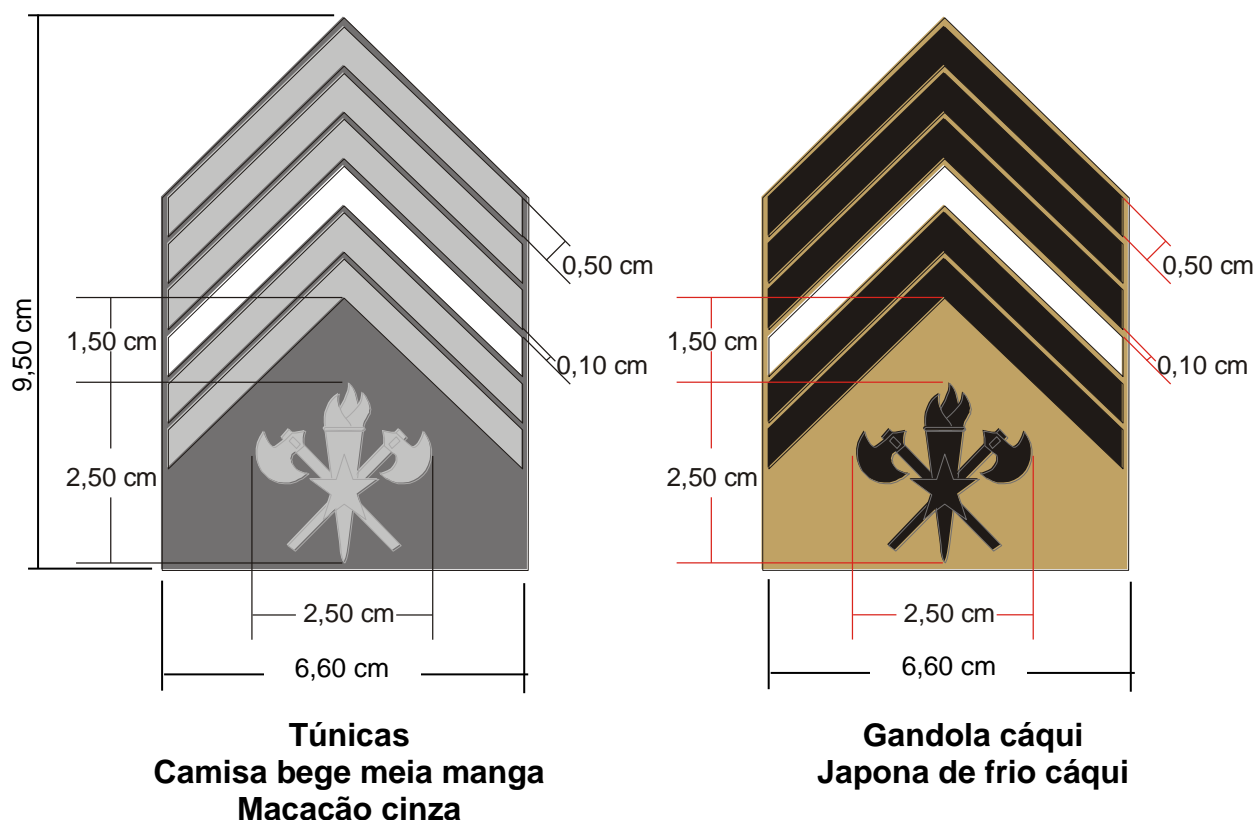 9,50 cm
1,50 cm
2,50 cm
0,50 cm
0,10 cm
2,50 cm
6,60 cm
Túnicas
Camisa bege meia manga
Macacão cinza
1,50 cm
2,50 cm
0,50 cm
0,10 cm
2,50 cm
6,60 cm
Gandola cáqui
Japona de frio cáqui